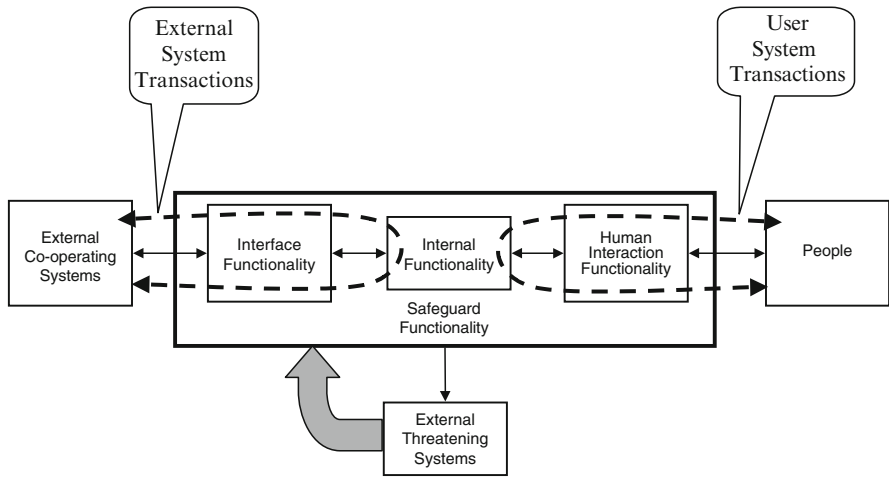 External
System
Transactions
User
System
Transactions
External
Co-operating
Systems
Interface
Functionality
Internal
Functionality
Human
Interaction
Functionality
People
Safeguard
Functionality
External
Threatening
Systems